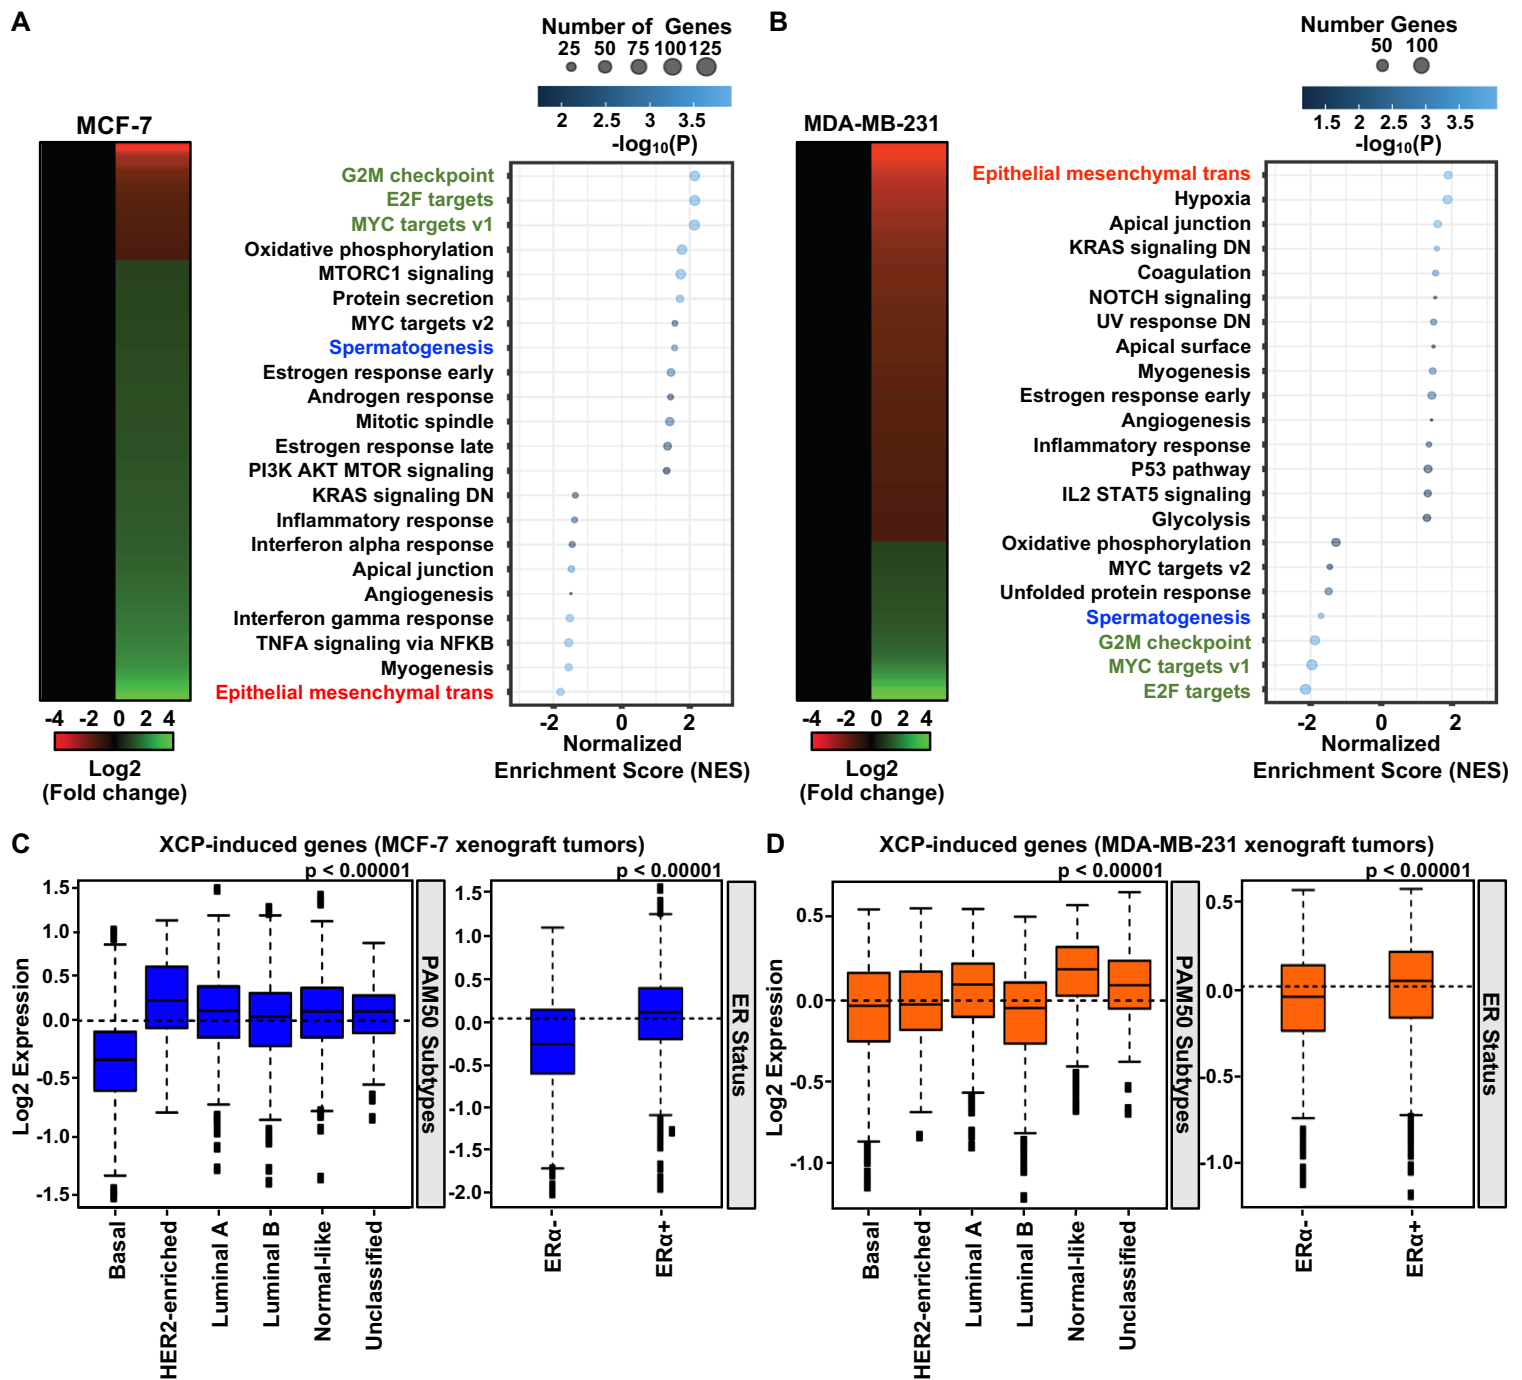 A
Number of Genes
25 50 75 100 125
2 2.5 3 3.5
-log10(P)
MCF-7
G2M checkpoint
E2F targets
MYC targets v1
Oxidative phosphorylation
MTORC1 signaling
Protein secretion
MYC targets v2
Spermatogenesis
Estrogen response early
Androgen response
Mitotic spindle
Estrogen response late
PI3K AKT MTOR signaling
KRAS signaling DN
Inflammatory response
Interferon alpha response
Apical junction
Angiogenesis
Interferon gamma response
TNFA signaling via NFKB
Myogenesis
Epithelial mesenchymal trans
-4 -2 0 2 4
Log2
(Fold change)
-2 0 2
Normalized
Enrichment Score (NES)
B
Number Genes
50 100
1.5 2 2.5 3 3.5
-log10(P)
MDA-MB-231
Epithelial mesenchymal trans
Hypoxia
Apical junction
KRAS signaling DN
Coagulation
NOTCH signaling
UV response DN
Apical surface
Myogenesis
Estrogen response early
Angiogenesis
Inflammatory response
P53 pathway
IL2 STAT5 signaling
Glycolysis
Oxidative phosphorylation
MYC targets v2
Unfolded protein response
Spermatogenesis
G2M checkpoint
MYC targets v1
E2F targets
-4 -2 0 2 4
Log2
(Fold change)
-2 0 2
Normalized
Enrichment Score (NES)
C
XCP-induced genes (MCF-7 xenograft tumors)
p < 0.00001
Log2 Expression
1.5
1.0
0.5
0.0
-0.5
-1.0
-1.5
Basal
HER2-enriched
Luminal A
Luminal B
Normal-like
Unclassified
PAM50 Subtypes
p < 0.00001
1.0
0.5
0.0
-0.5
-1.0
-1.5
-2.0
ERα-
ERα+
ER Status
D
XCP-induced genes (MDA-MB-231 xenograft tumors)
p < 0.00001
Log2 Expression
0.5
0.0
-0.5
-1.0
Basal
HER2-enriched
Luminal A
Luminal B
Normal-like
Unclassified
PAM50 Subtypes
p < 0.00001
0.5
0.0
-0.5
-1.0
ERα-
ERα+
ER Status